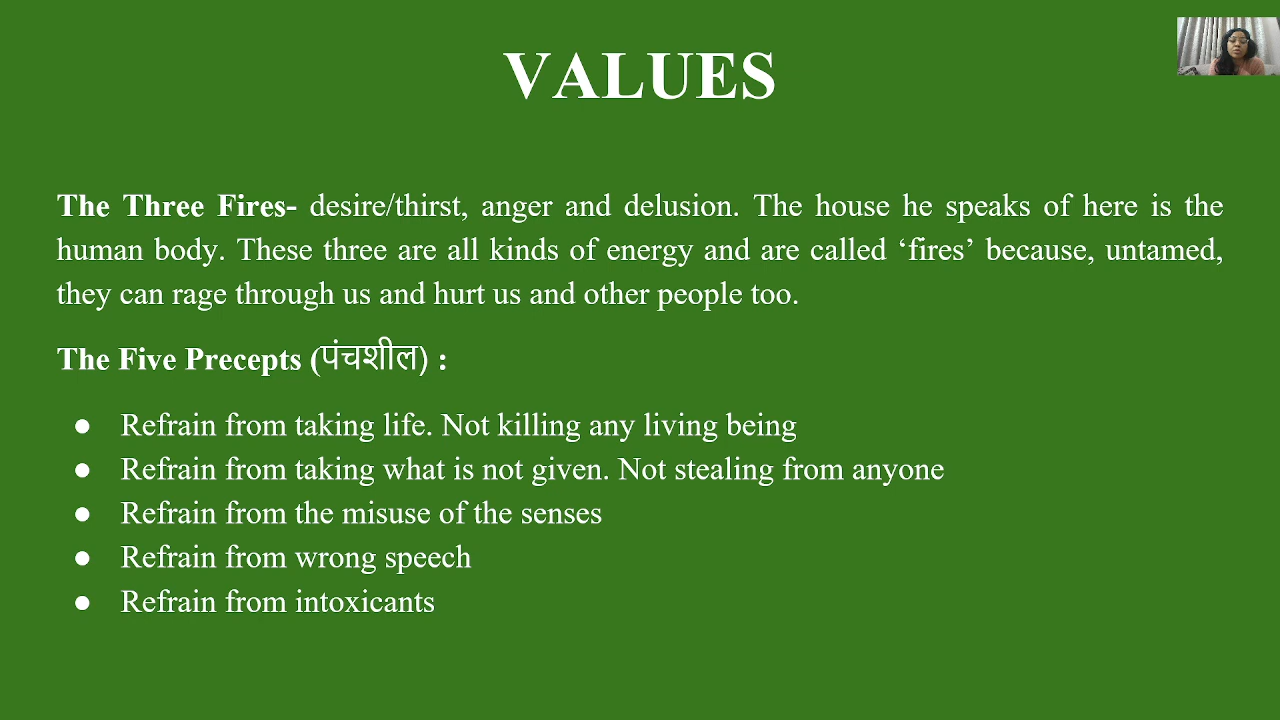 VALUES
The Three Fires- desire/thirst, anger and delusion. The house he speaks of here is the
human body. These three are all kinds of energy and are called ‘fires’ because, untamed,
they can rage through us and hurt us and other people too.
The Five Precepts (पंचशील) :
● Refrain from taking life. Not killing any living being
● Refrain from taking what is not given. Not stealing from anyone
● Refrain from the misuse of the senses
● Refrain from wrong speech
● Refrain from intoxicants